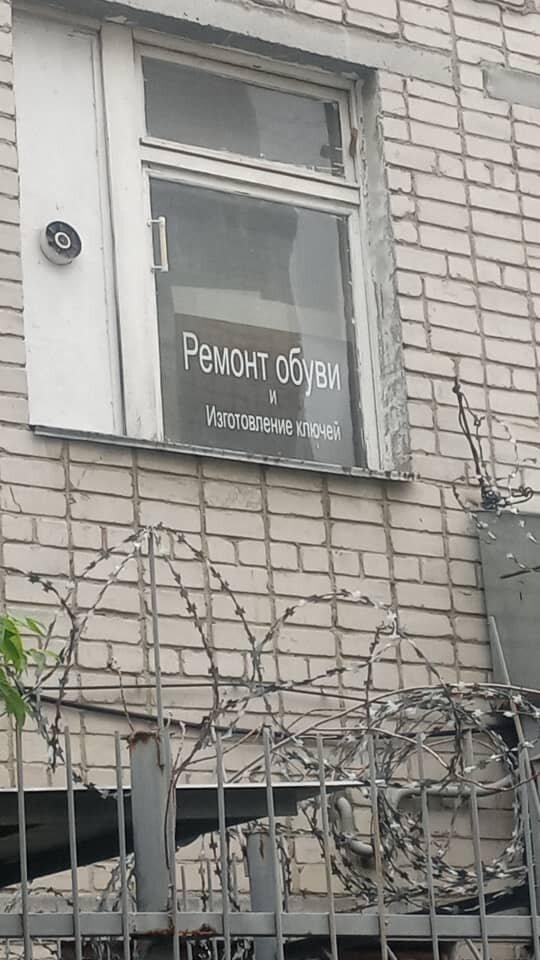 Ремонт обуви
и
Изготовление ключей